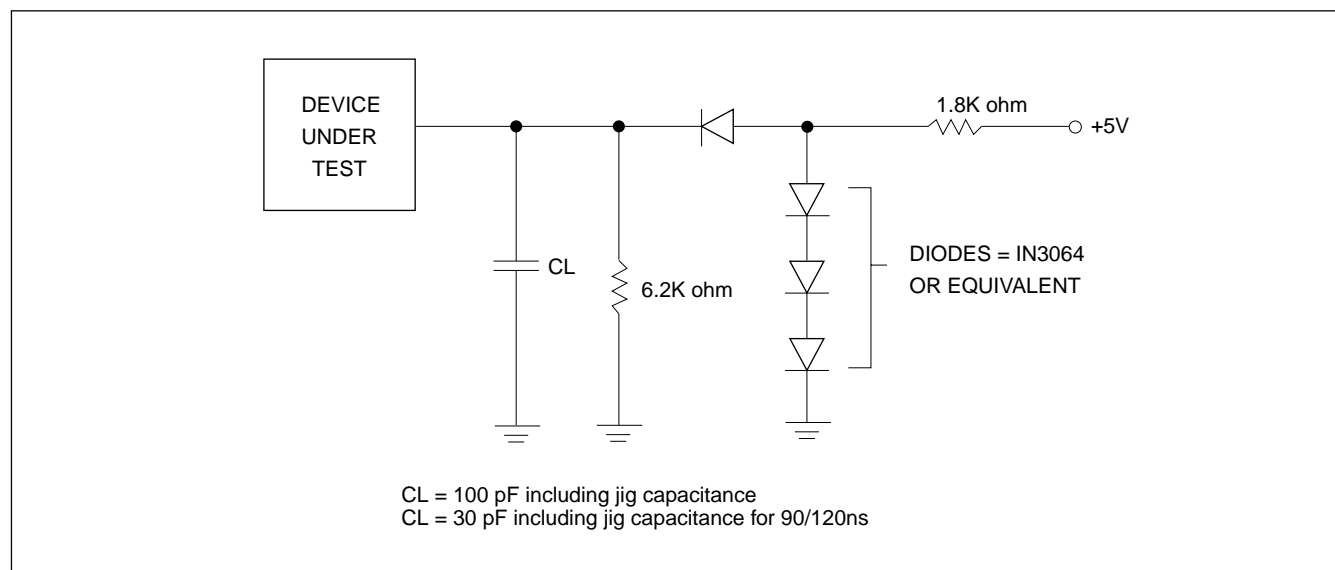 DEVICE
UNDER
TEST
1.8K ohm
+5V
CL
6.2K ohm
DIODES = IN3064
OR EQUIVALENT
CL = 100 pF including jig capacitance
CL = 30 pF including jig capacitance for 90/120ns